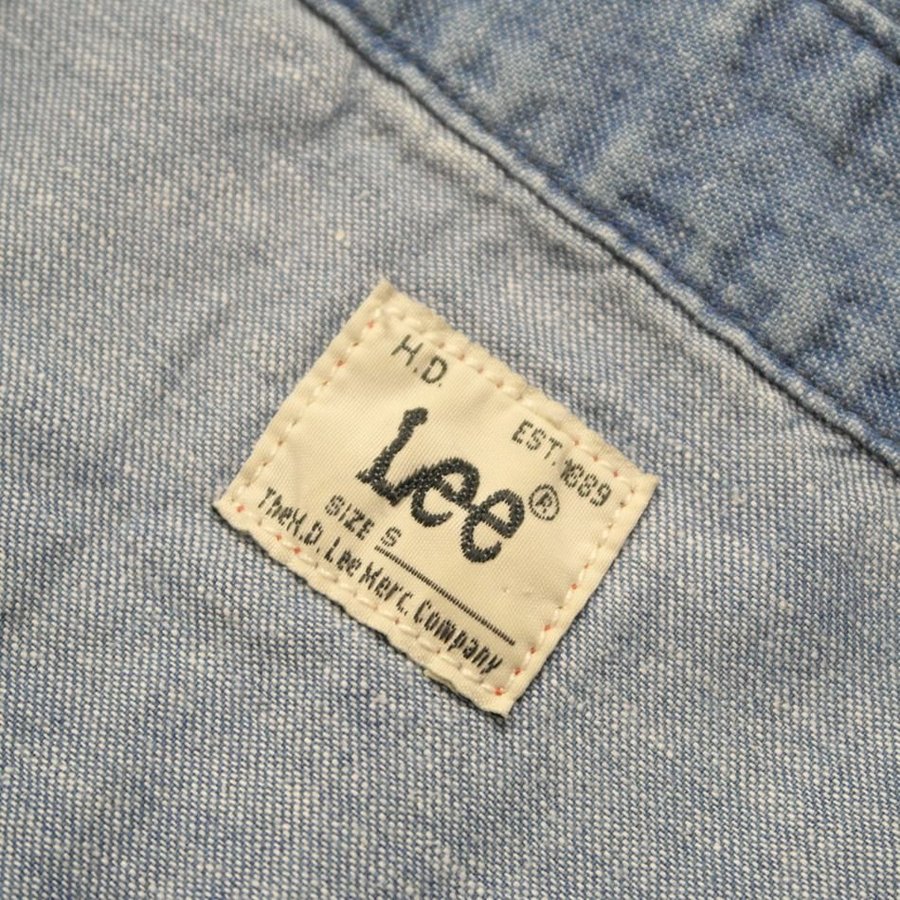 H.D.
EST. 1889
Lee®
SIZE S
The H.D. Lee Merc. Company